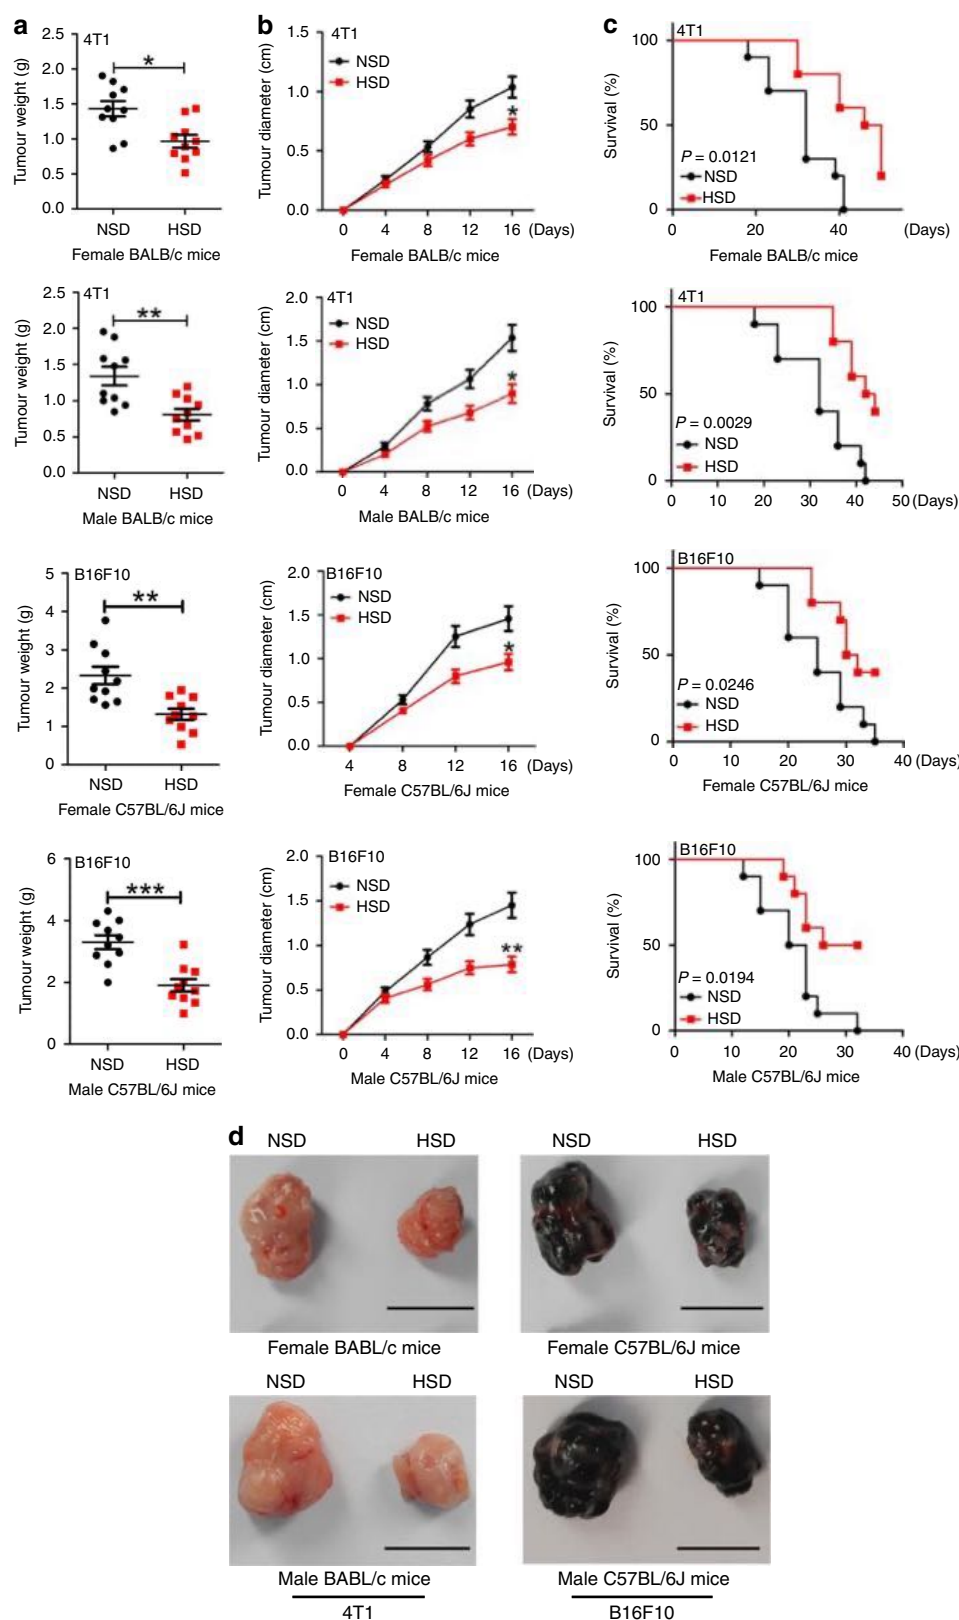 a
4T1
*
Tumour weight (g)
2.5
2.0
1.5
1.0
0.5
0.0
NSD HSD
Female BALB/c mice
4T1
**
Tumour weight (g)
2.5
2.0
1.5
1.0
0.5
0.0
NSD HSD
Male BALB/c mice
B16F10
**
Tumour weight (g)
5
4
3
2
1
0
NSD HSD
Female C57BL/6J mice
B16F10
***
Tumour weight (g)
6
4
2
0
NSD HSD
Male C57BL/6J mice
b
4T1
NSD
HSD
*
Tumour diameter (cm)
1.5
1.0
0.5
0.0
0 4 8 12 16 (Days)
Female BALB/c mice
4T1
NSD
HSD
*
Tumour diameter (cm)
2.0
1.5
1.0
0.5
0.0
0 4 8 12 16 (Days)
Male BALB/c mice
B16F10
NSD
HSD
*
Tumour diameter (cm)
2.0
1.5
1.0
0.5
0.0
4 8 12 16 (Days)
Female C57BL/6J mice
B16F10
NSD
HSD
**
Tumour diameter (cm)
2.0
1.5
1.0
0.5
0.0
0 4 8 12 16 (Days)
Male C57BL/6J mice
c
4T1
Survival (%)
100
50
0
P = 0.0121
NSD
HSD
0 20 40 (Days)
Female BALB/c mice
4T1
Survival (%)
100
50
0
P = 0.0029
NSD
HSD
0 10 20 30 40 50 (Days)
Male BALB/c mice
B16F10
Survival (%)
100
50
0
P = 0.0246
NSD
HSD
0 10 20 30 40 (Days)
Female C57BL/6J mice
B16F10
Survival (%)
100
50
0
P = 0.0194
NSD
HSD
0 10 20 30 40 (Days)
Male C57BL/6J mice
d
NSD HSD NSD HSD
Female BABL/c mice Female C57BL/6J mice
NSD HSD NSD HSD
Male BABL/c mice Male C57BL/6J mice
4T1 B16F10